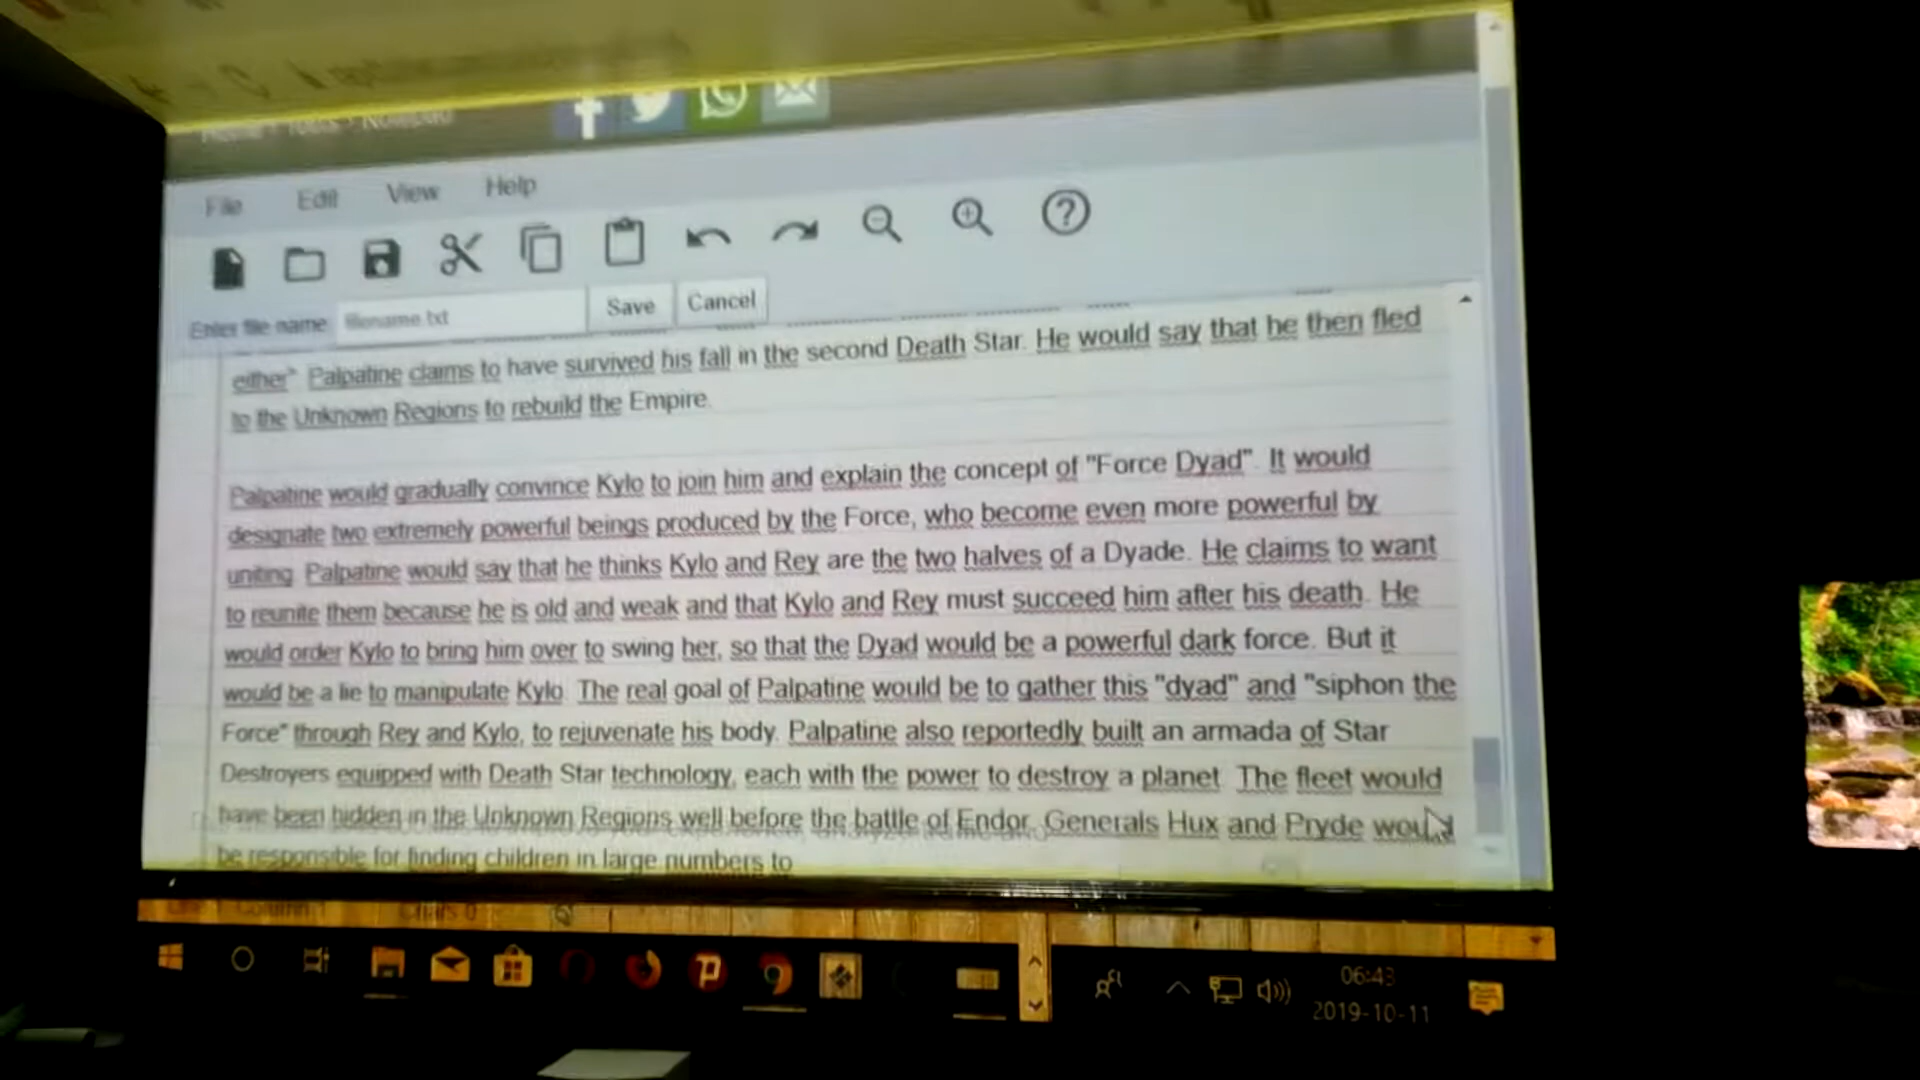 Home Tools Notepad
File Edit View Help
Enter file name filename.txt Save Cancel
either" Palpatine claims to have survived his fall in the second Death Star. He would say that he then fled
to the Unknown Regions to rebuild the Empire.
Palpatine would gradually convince Kylo to join him and explain the concept of "Force Dyad". It would
designate two extremely powerful beings produced by the Force, who become even more powerful by
uniting. Palpatine would say that he thinks Kylo and Rey are the two halves of a Dyade. He claims to want
to reunite them because he is old and weak and that Kylo and Rey must succeed him after his death. He
would order Kylo to bring him over to swing her, so that the Dyad would be a powerful dark force. But it
would be a lie to manipulate Kylo. The real goal of Palpatine would be to gather this "dyad" and "siphon the
Force" through Rey and Kylo, to rejuvenate his body. Palpatine also reportedly built an armada of Star
Destroyers equipped with Death Star technology, each with the power to destroy a planet. The fleet would
have been hidden in the Unknown Regions well before the battle of Endor. Generals Hux and Pryde would
be responsible for finding children in large numbers to
Line 1 Column 1 Chars 0
06:43
2019-10-11